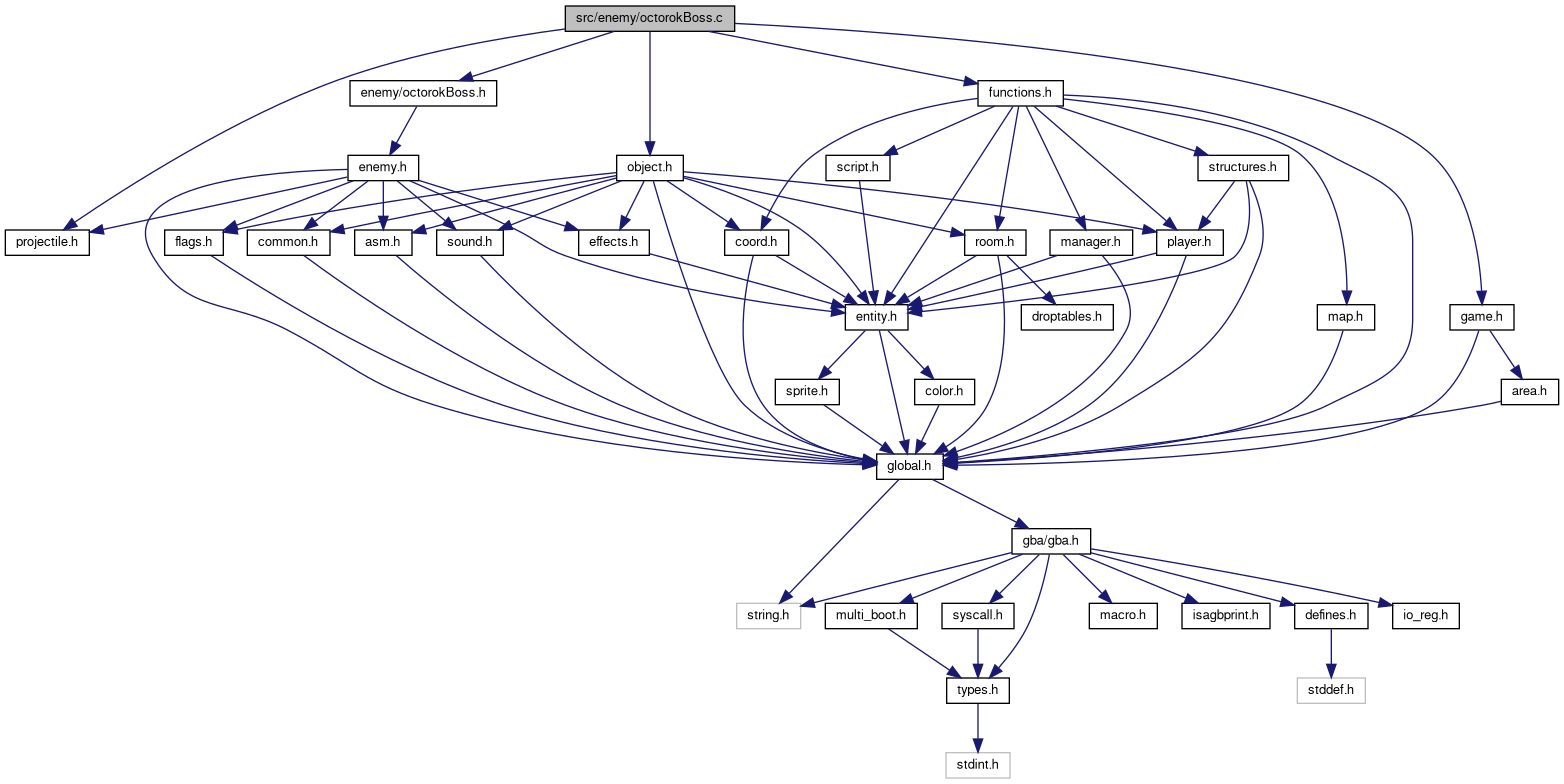 src/enemy/octorokBoss.c
enemy/octorokBoss.h
functions.h
enemy.h
object.h
script.h
structures.h
projectile.h
flags.h
common.h
asm.h
sound.h
effects.h
coord.h
room.h
manager.h
player.h
entity.h
droptables.h
map.h
game.h
sprite.h
color.h
area.h
global.h
gba/gba.h
string.h
multi_boot.h
syscall.h
macro.h
isagbprint.h
defines.h
io_reg.h
types.h
stddef.h
stdint.h